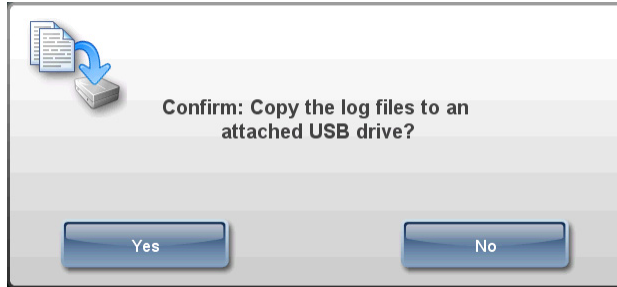 Confirm: Copy the log files to an
attached USB drive?
Yes
No